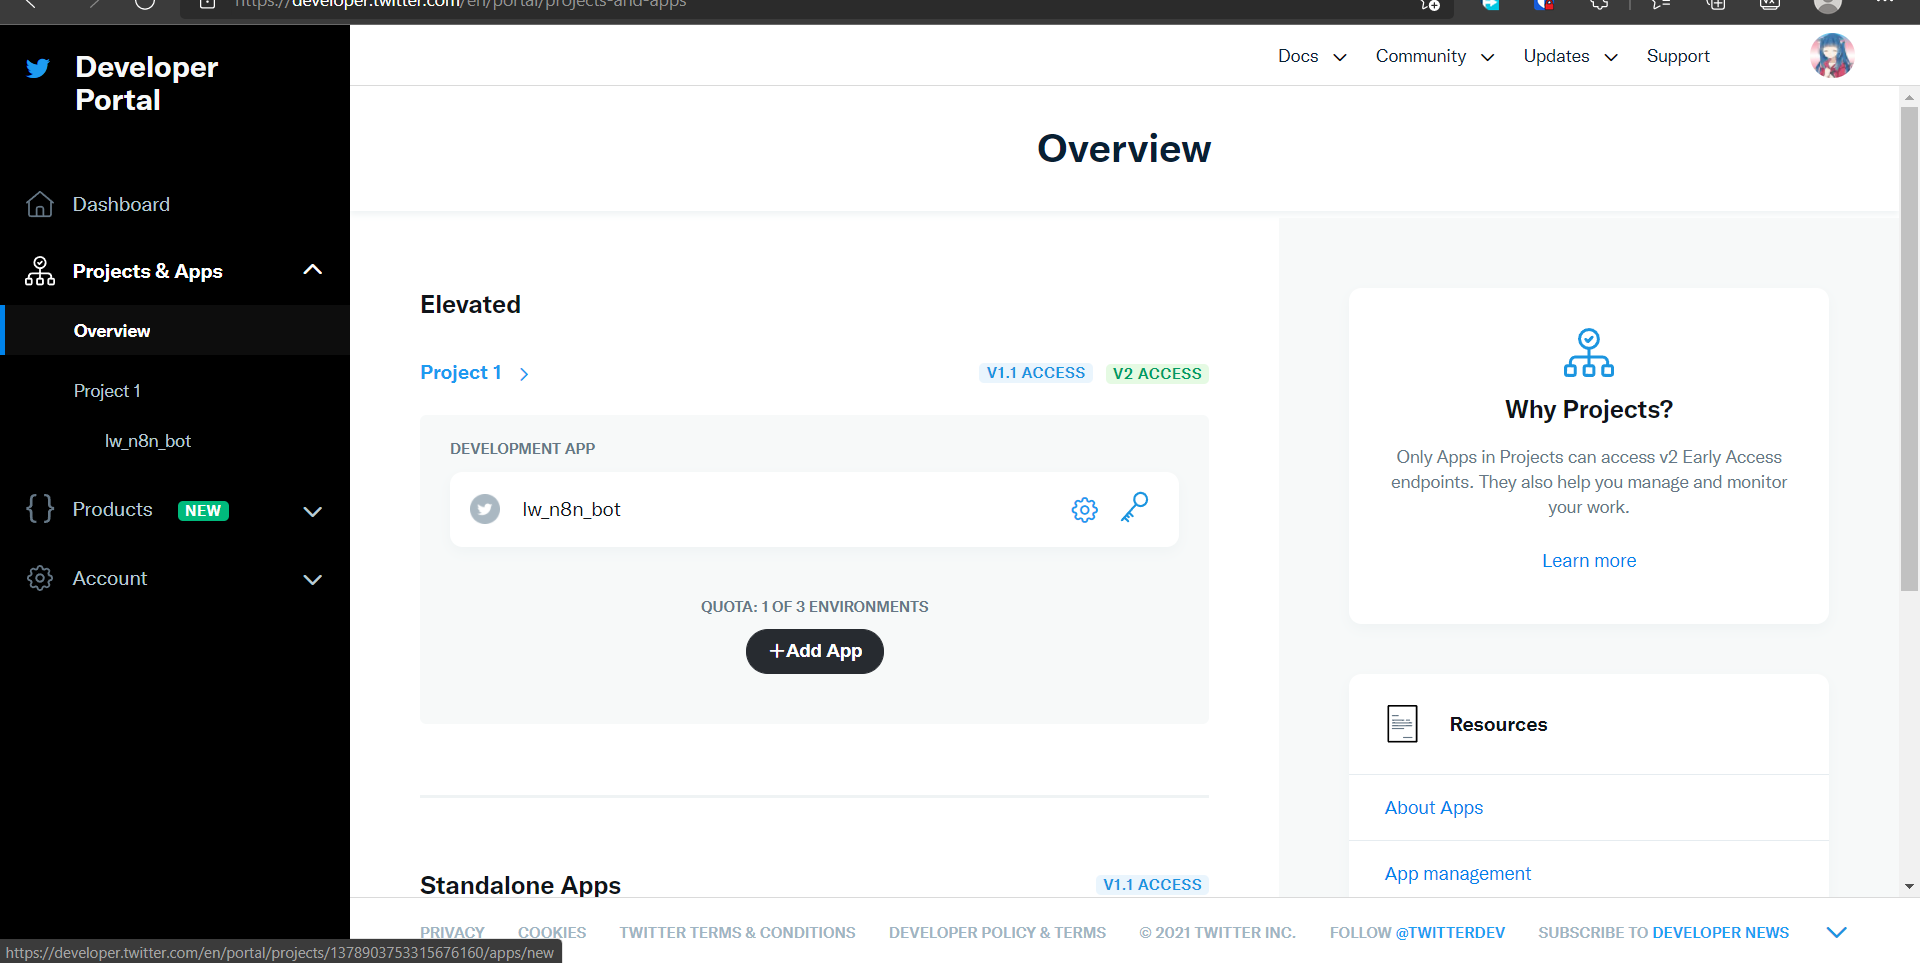 https://developer.twitter.com/en/portal/projects-and-apps
Developer
Portal
Docs
Community
Updates
Support
Overview
Dashboard
Projects & Apps
Overview
Project 1
lw_n8n_bot
Products NEW
Account
Elevated
Project 1
V1.1 ACCESS
V2 ACCESS
DEVELOPMENT APP
lw_n8n_bot
QUOTA: 1 OF 3 ENVIRONMENTS
+Add App
Standalone Apps
V1.1 ACCESS
Why Projects?
Only Apps in Projects can access v2 Early Access
endpoints. They also help you manage and monitor
your work.
Learn more
Resources
About Apps
App management
PRIVACY
COOKIES
TWITTER TERMS & CONDITIONS
DEVELOPER POLICY & TERMS
© 2021 TWITTER INC.
FOLLOW @TWITTERDEV
SUBSCRIBE TO DEVELOPER NEWS
https://developer.twitter.com/en/portal/projects/1378903753315676160/apps/new